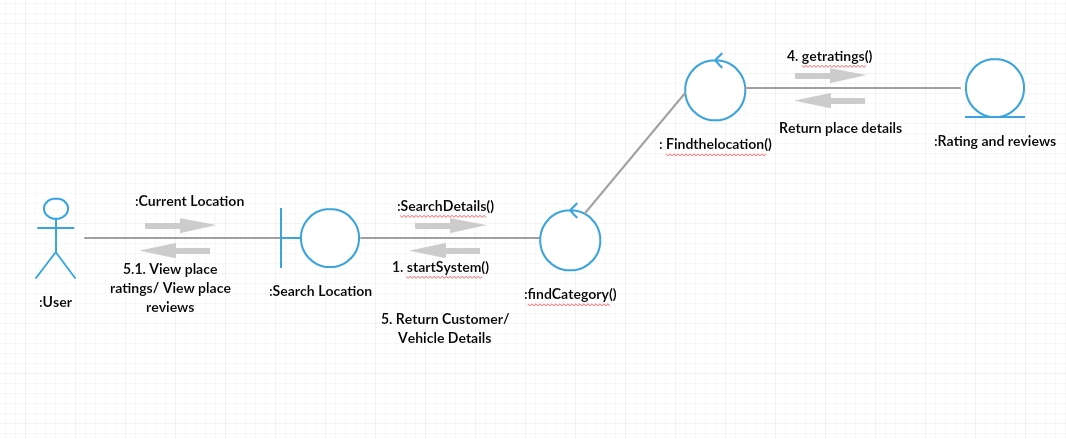 4. getratings()
Return place details
: Findthelocation()
:Rating and reviews
:Current Location
:SearchDetails()
5.1. View place
ratings/ View place
reviews
1. startSystem()
:User
:Search Location
:findCategory()
5. Return Customer/
Vehicle Details